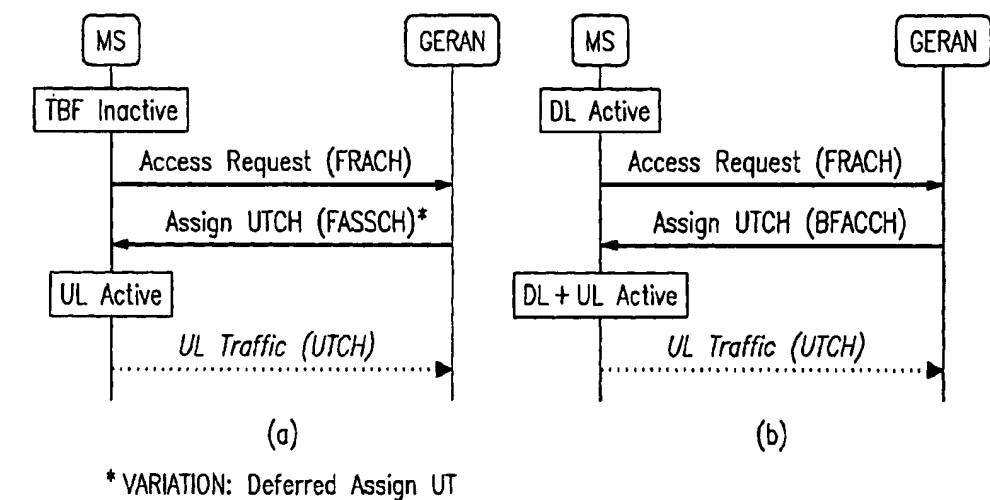 MS
GERAN
TBF Inactive
Access Request (FRACH)
Assign UTCH (FASSCH)*
UL Active
UL Traffic (UTCH)
(a)
MS
GERAN
DL Active
Access Request (FRACH)
Assign UTCH (BFACCH)
DL + UL Active
UL Traffic (UTCH)
(b)
* VARIATION: Deferred Assign UT